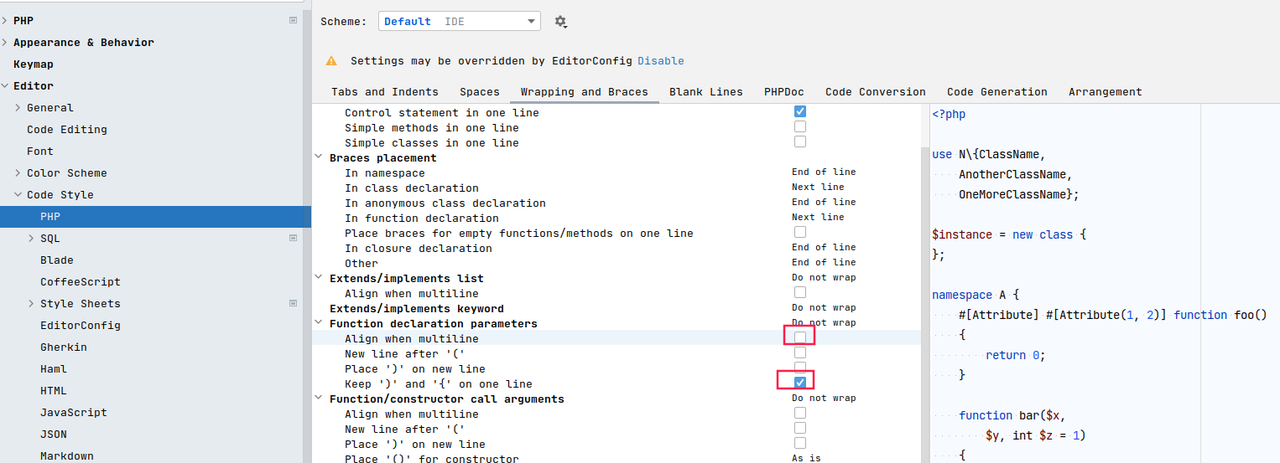 PHP
Appearance & Behavior
Keymap
Editor
General
Code Editing
Font
Color Scheme
Code Style
PHP
SQL
Blade
CoffeeScript
Style Sheets
EditorConfig
Gherkin
Haml
HTML
JavaScript
JSON
Markdown
Scheme: Default IDE
Settings may be overridden by EditorConfig Disable
Tabs and Indents Spaces Wrapping and Braces Blank Lines PHPDoc Code Conversion Code Generation Arrangement
Control statement in one line
Simple methods in one line
Simple classes in one line
Braces placement
In namespace End of line
In class declaration Next line
In anonymous class declaration End of line
In function declaration Next line
Place braces for empty functions/methods on one line
In closure declaration End of line
Other End of line
Extends/implements list Do not wrap
Align when multiline
Extends/implements keyword Do not wrap
Function declaration parameters Do not wrap
Align when multiline
New line after '('
Place ')' on new line
Keep ')' and '{' on one line
Function/constructor call arguments Do not wrap
Align when multiline
New line after '('
Place ')' on new line
Place '()' for constructor As is
<?php
use N\{ClassName,
AnotherClassName,
OneMoreClassName};
$instance = new class {
};
namespace A {
#[Attribute] #[Attribute(1, 2)] function foo()
{
return 0;
}
function bar($x,
$y, int $z = 1)
{